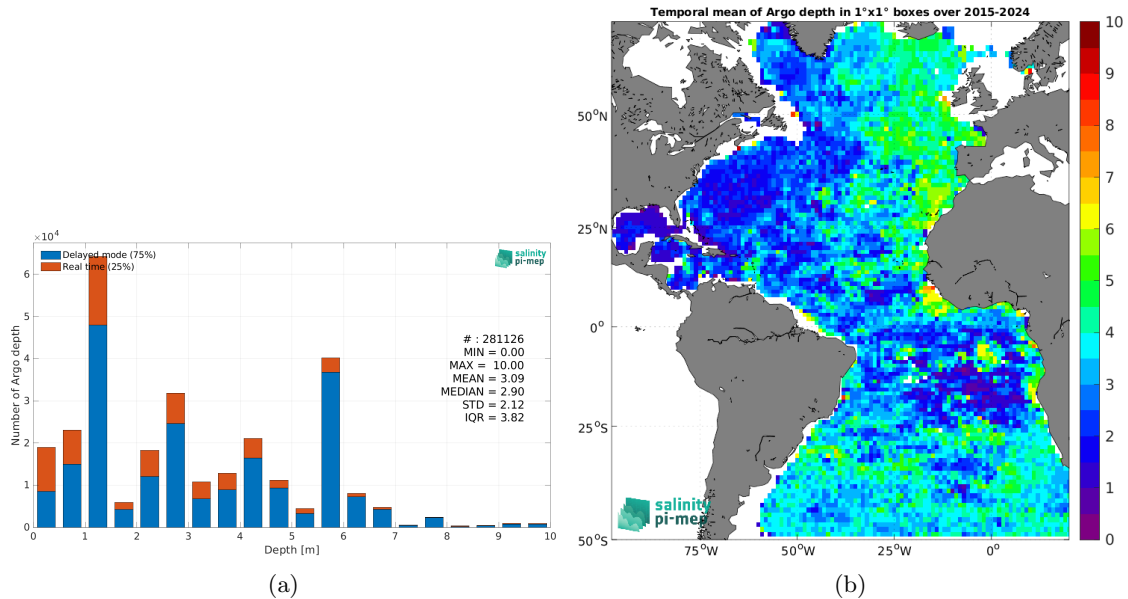 ×10⁴
Delayed mode (75%)
Real time (25%)
salinity
pi-mep
# : 281126
MIN = 0.00
MAX = 10.00
MEAN = 3.09
MEDIAN = 2.90
STD = 2.12
IQR = 3.82
Number of Argo depth
6
5
4
3
2
1
0
0 1 2 3 4 5 6 7 8 9 10
Depth [m]
(a)
Temporal mean of Argo depth in 1°x1° boxes over 2015-2024
50°N
25°N
0°
25°S
50°S
75°W 50°W 25°W 0°
salinity
pi-mep
10
9
8
7
6
5
4
3
2
1
0
(b)